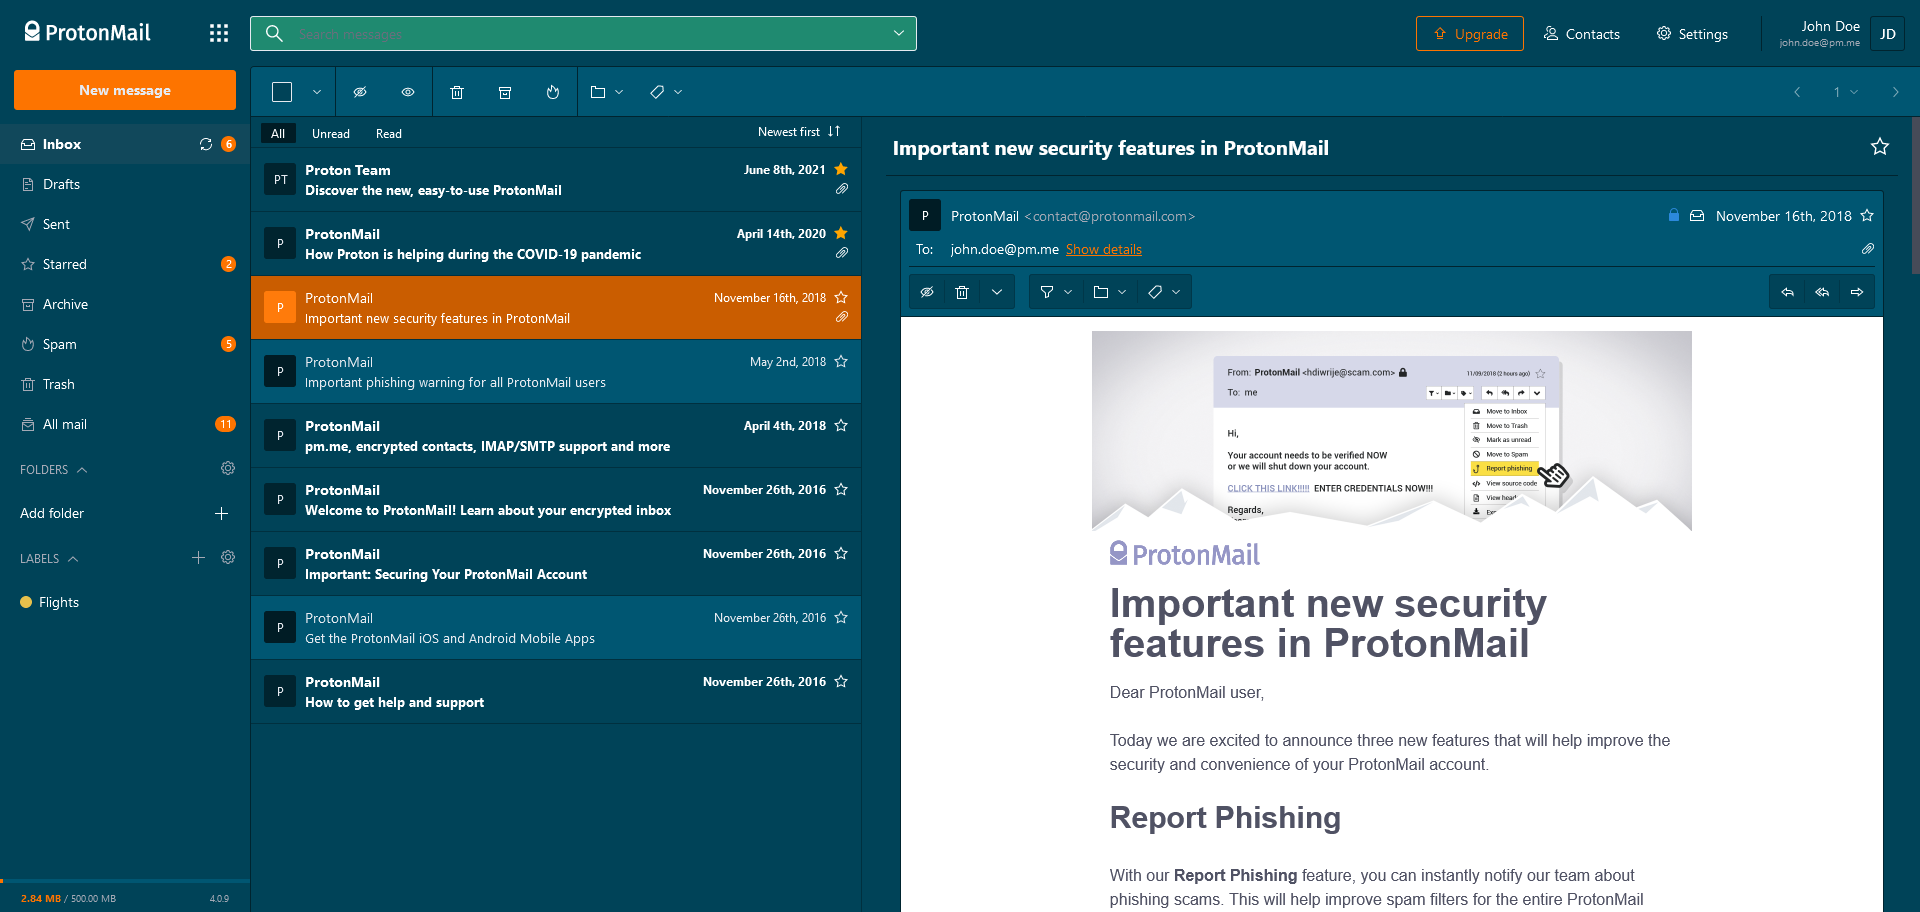 ProtonMail
Search messages
Upgrade
Contacts
Settings
John Doe
john.doe@pm.me
JD
New message
Inbox
6
Drafts
Sent
Starred
2
Archive
Spam
5
Trash
All mail
11
FOLDERS
Add folder
LABELS
Flights
2.84 MB / 500.00 MB
4.0.9
1
All
Unread
Read
Newest first
PT
Proton Team
June 8th, 2021
Discover the new, easy-to-use ProtonMail
P
ProtonMail
April 14th, 2020
How Proton is helping during the COVID-19 pandemic
P
ProtonMail
November 16th, 2018
Important new security features in ProtonMail
P
ProtonMail
May 2nd, 2018
Important phishing warning for all ProtonMail users
P
ProtonMail
April 4th, 2018
pm.me, encrypted contacts, IMAP/SMTP support and more
P
ProtonMail
November 26th, 2016
Welcome to ProtonMail! Learn about your encrypted inbox
P
ProtonMail
November 26th, 2016
Important: Securing Your ProtonMail Account
P
ProtonMail
November 26th, 2016
Get the ProtonMail iOS and Android Mobile Apps
P
ProtonMail
November 26th, 2016
How to get help and support
Important new security features in ProtonMail
P
ProtonMail <contact@protonmail.com>
November 16th, 2018
To: john.doe@pm.me Show details
From: ProtonMail <hdiwrije@scam.com>
11/09/2018 (2 hours ago)
To: me
Move to Inbox
Move to Trash
Mark as unread
Move to Spam
Report phishing
View source code
Hi,
Your account needs to be verified NOW
or we will shut down your account.
CLICK THIS LINK!!!!! ENTER CREDENTIALS NOW!!!
Regards,
ProtonMail
Important new security
features in ProtonMail
Dear ProtonMail user,
Today we are excited to announce three new features that will help improve the
security and convenience of your ProtonMail account.
Report Phishing
With our Report Phishing feature, you can instantly notify our team about
phishing scams. This will help improve spam filters for the entire ProtonMail